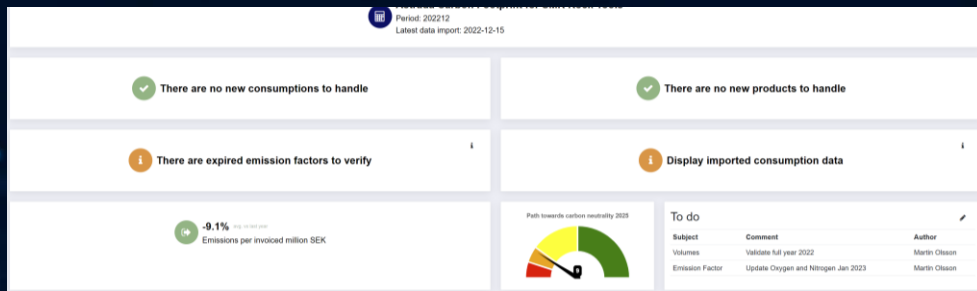 Period: 202212
Latest data import: 2022-12-15
There are no new consumptions to handle
There are no new products to handle
There are expired emission factors to verify
Display imported consumption data
-9.1%
Emissions per invoiced million SEK
Path towards carbon neutrality 2025
To do
Subject Comment Author
Volumes Validate full year 2022 Martin Olsson
Emission Factor Update Oxygen and Nitrogen Jan 2023 Martin Olsson